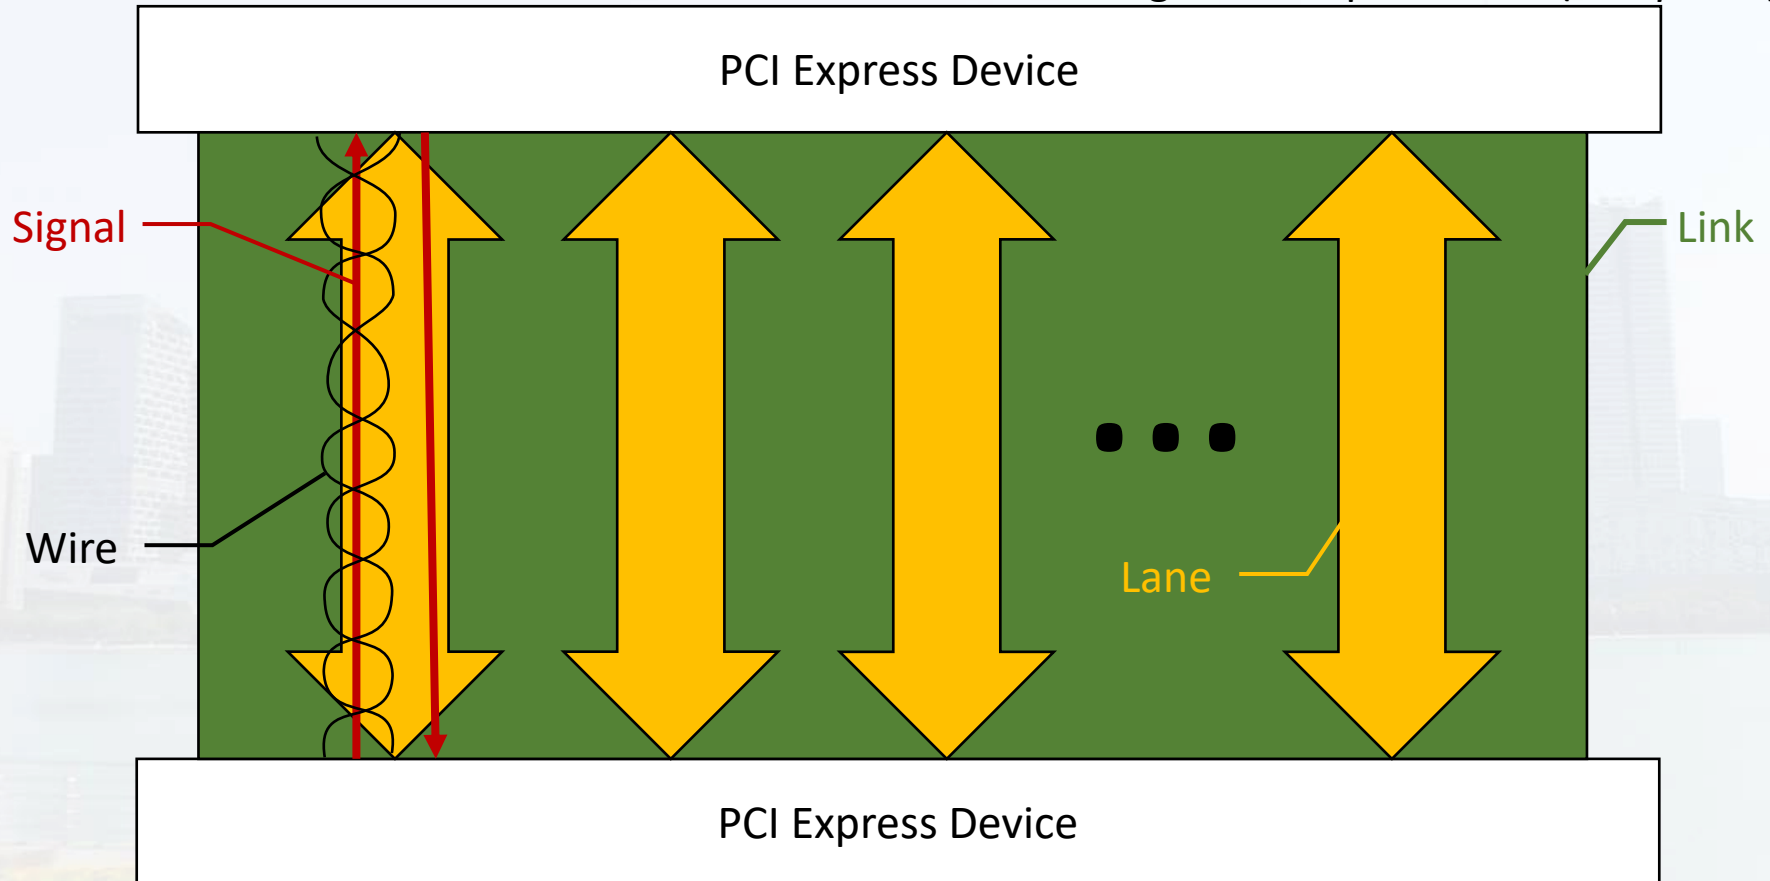 PCI Express Device
Signal
Link
Wire
Lane
PCI Express Device